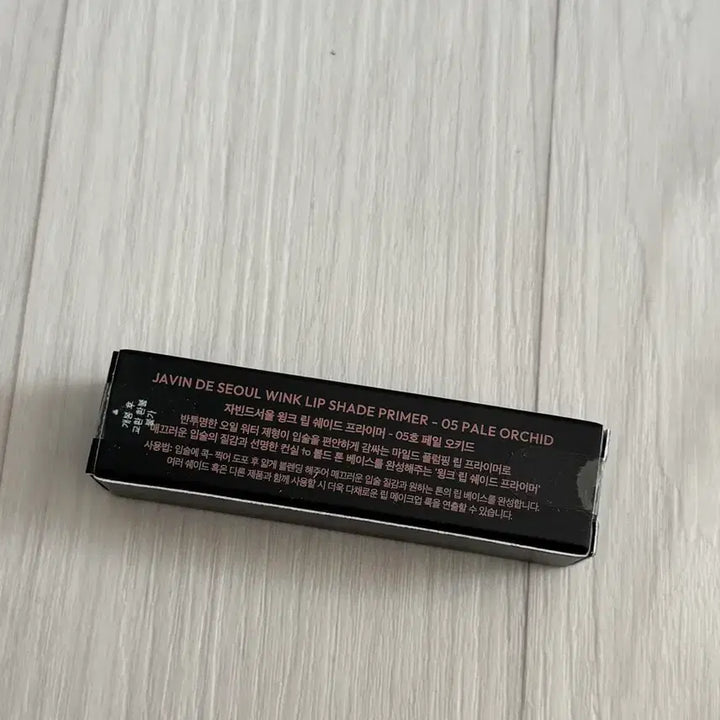 개봉 후
교환 환불
불가
JAVIN DE SEOUL WINK LIP SHADE PRIMER - 05 PALE ORCHID
자빈드서울 윙크 립 쉐이드 프라이머 - 05호 페일 오키드
반투명한 오일 워터 제형이 입술을 편안하게 감싸는 마일드 플럼핑 립 프라이머로
매끄러운 입술의 질감과 선명한 컨실 to 볼드 톤 베이스를 완성해주는 '윙크 립 쉐이드 프라이머'
사용법: 입술에 콕- 찍어 도포 후 얇게 블렌딩 해주어 매끄러운 입술 질감과 원하는 톤의 립 베이스를 완성합니다.
여러 쉐이드 혹은 다른 제품과 함께 사용할 시 더욱 다채로운 립 메이크업 룩을 연출할 수 있습니다.